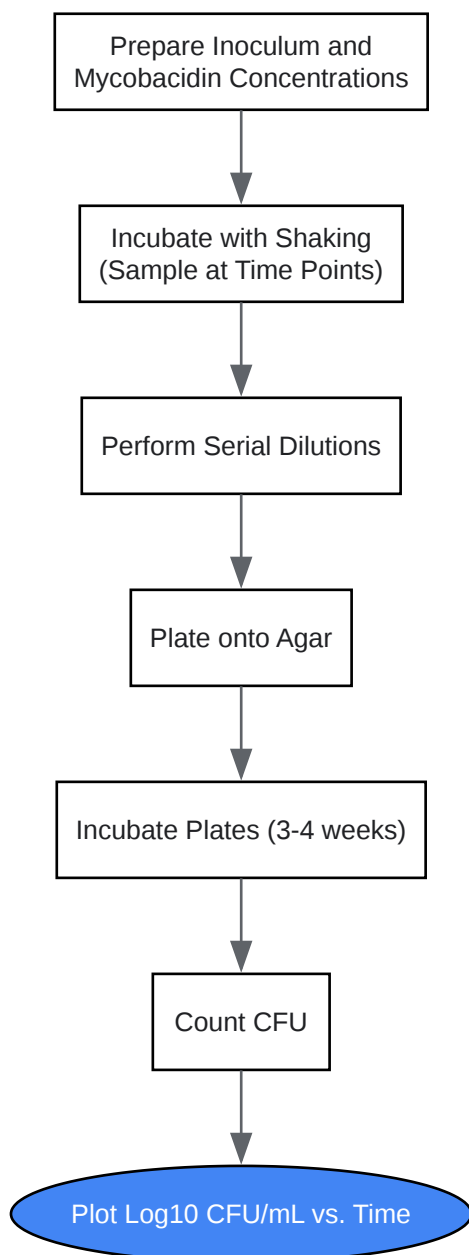 Prepare Inoculum and
Mycobacidin Concentrations
Incubate with Shaking
(Sample at Time Points)
Perform Serial Dilutions
Plate onto Agar
Incubate Plates (3-4 weeks)
Count CFU
Plot Log10 CFU/mL vs. Time